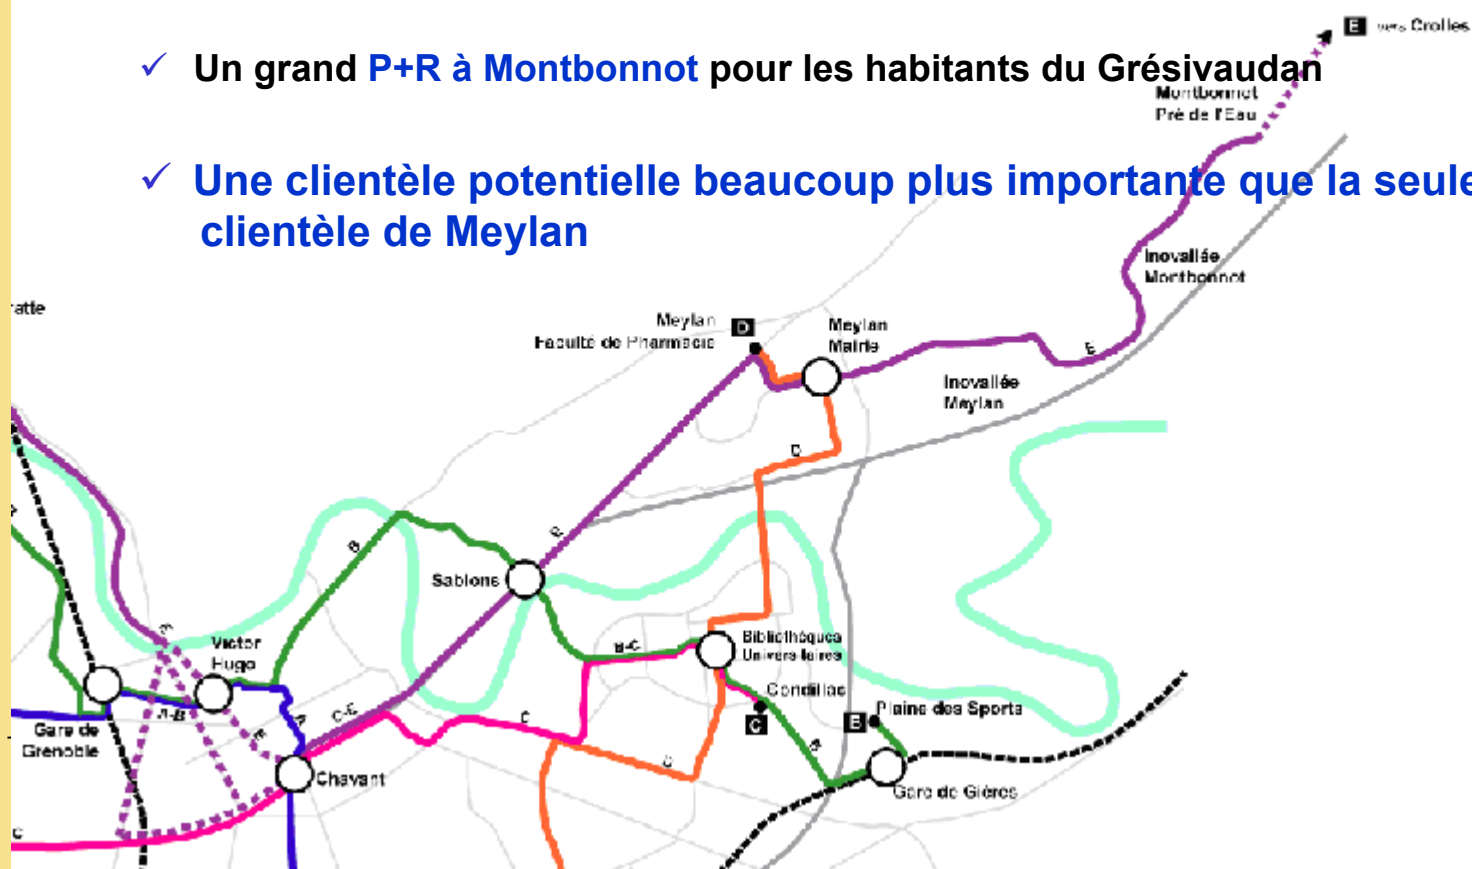 ✓ Un grand P+R à Montbonnot pour les habitants du Grésivaudan
✓ Une clientèle potentielle beaucoup plus importante que la seule
clientèle de Meylan
E vers Crolles
Montbonnot
Pré de l'Eau
Inovallée
Montbonnot
Meylan D
Faculté de Pharmacie
Meylan
Mairie
E
Inovallée
Meylan
D
E
B
Sablons
Victor
Hugo
E
A-B
A
E
C-E
Gare de
Grenoble
Chavant
C
C
B-C
Bibliothèques
Universitaires
Condillac
C
B
B Plaine des Sports
Gare de Gières
D